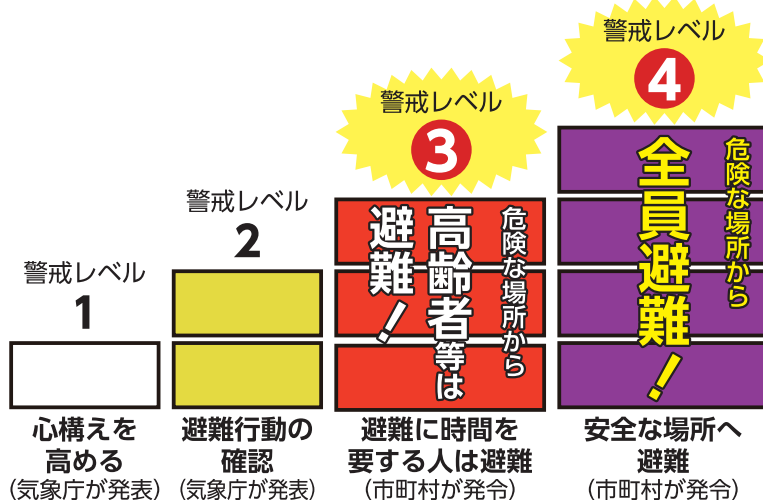 警戒レベル
1
心構えを
高める
（気象庁が発表）
警戒レベル
2
避難行動の
確認
（気象庁が発表）
警戒レベル
3
危険な場所から
高齢者等は
避難！
避難に時間を
要する人は避難
（市町村が発令）
警戒レベル
4
危険な場所から
全員避難！
安全な場所へ
避難
（市町村が発令）